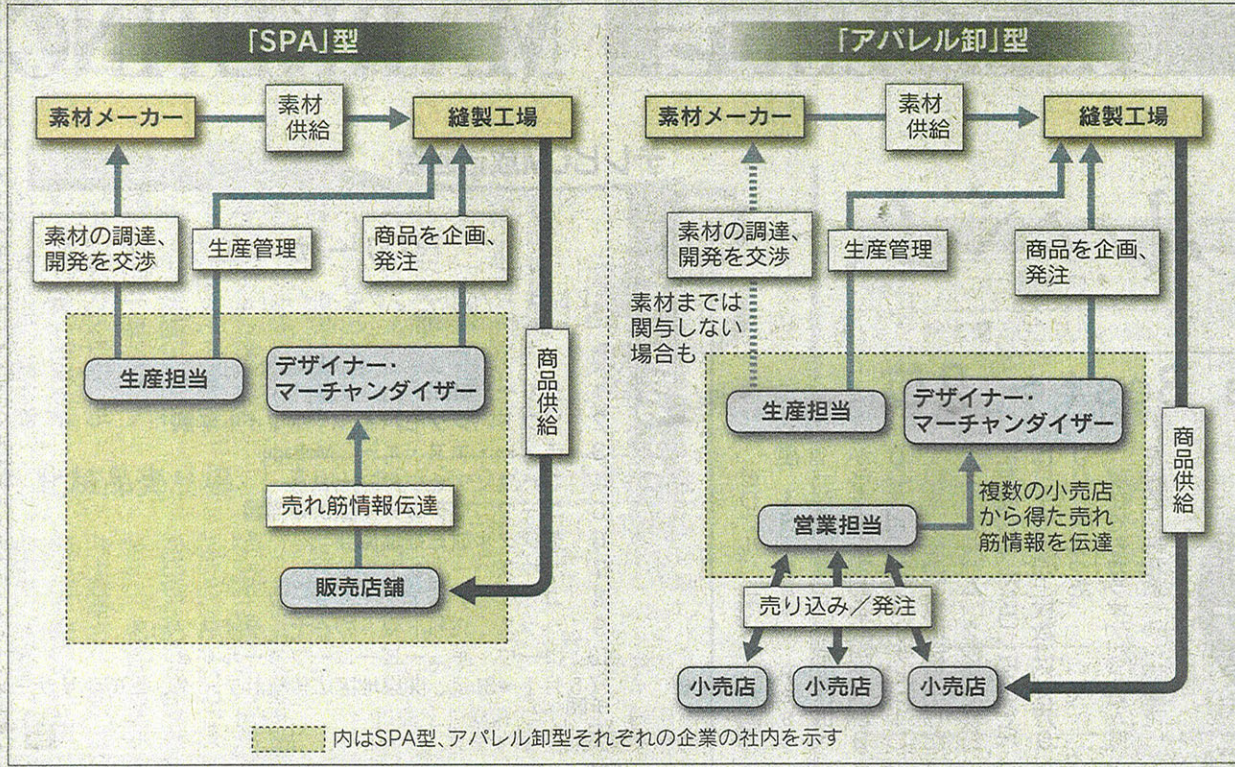 「SPA」型
素材メーカー
素材
供給
縫製工場
素材の調達、
開発を交渉
生産管理
商品を企画、
発注
生産担当
デザイナー・
マーチャンダイザー
商品供給
売れ筋情報伝達
販売店舗
「アパレル卸」型
素材メーカー
素材
供給
縫製工場
素材の調達、
開発を交渉
生産管理
商品を企画、
発注
素材までは
関与しない
場合も
生産担当
デザイナー・
マーチャンダイザー
商品供給
営業担当
複数の小売店
から得た売れ
筋情報を伝達
売り込み／発注
小売店
小売店
小売店
内はSPA型、アパレル卸型それぞれの企業の社内を示す